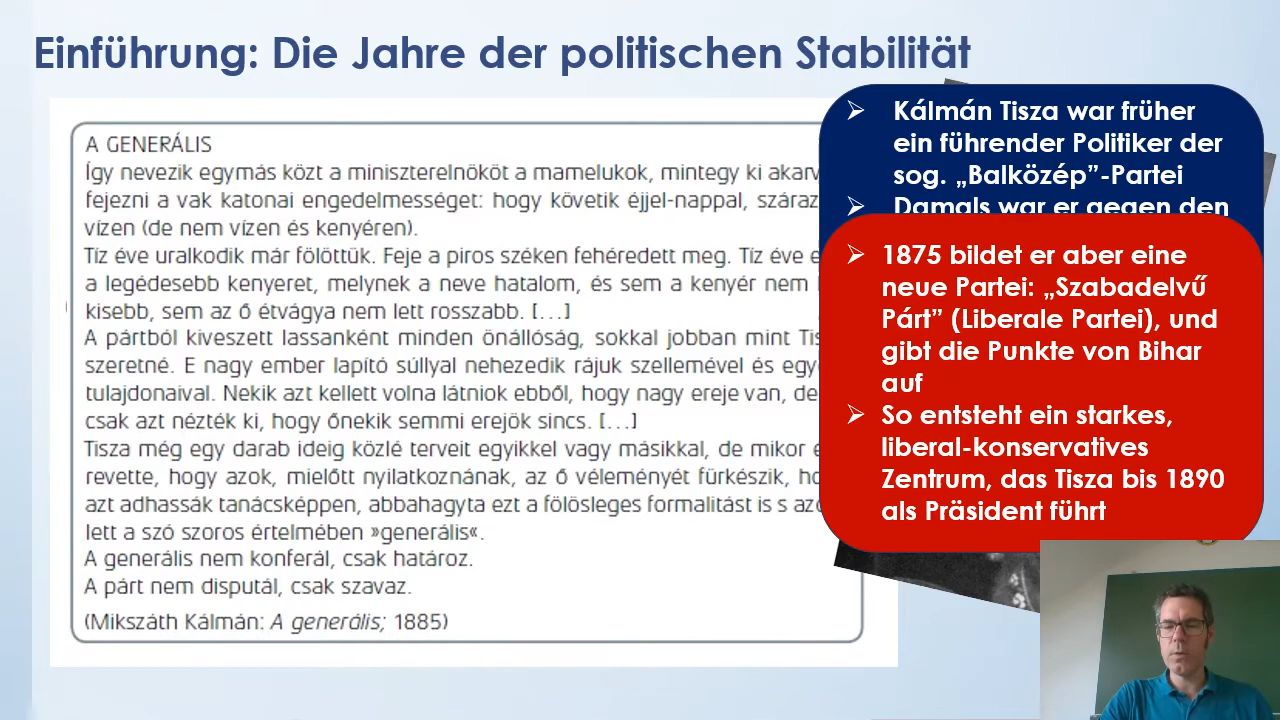 Einführung: Die Jahre der politischen Stabilität
A GENERÁLIS
Így nevezik egymás közt a miniszterelnököt a mamelukok, mintegy ki
fejezni a vak katonai engedelmességet: hogy követik éjjel-nappal,
vízen (de nem vízen és kenyéren).
Tíz éve uralkodik már fölöttük. Feje a piros széken fehéredett meg. Tíz éve
a legédesebb kenyeret, melynek a neve hatalom, és sem a kenyér nem
kisebb, sem az ő étvágya nem lett rosszabb. […]
A pártból kiveszett lassanként minden önállóság, sokkal jobban mint
szeretné. E nagy ember lapító súllyal nehezedik rájuk szellemével és
tulajdonaival. Nekik azt kellett volna látniok ebből, hogy nagy ereje van, de
csak azt nézték ki, hogy őnekik semmi erejök sincs. […]
Tisza még egy darab ideig közlé terveit egyikkel vagy másikkal, de mikor
revette, hogy azok, mielőtt nyilatkoznának, az ő véleményét fürkészik,
azt adhassák tanácsképpen, abbahagyta ezt a fölösleges formalitást is s
lett a szó szoros értelmében »generális«.
A generális nem konferál, csak határoz.
A párt nem disputál, csak szavaz.
(Mikszáth Kálmán: A generális; 1885)
➢ Kálmán Tisza war früher
ein führender Politiker der
sog. „Balközép”-Partei
➢ Damals war er gegen den
➢ 1875 bildet er aber eine
neue Partei: „Szabadelvű
Párt” (Liberale Partei), und
gibt die Punkte von Bihar
auf
➢ So entsteht ein starkes,
liberal-konservatives
Zentrum, das Tisza bis 1890
als Präsident führt